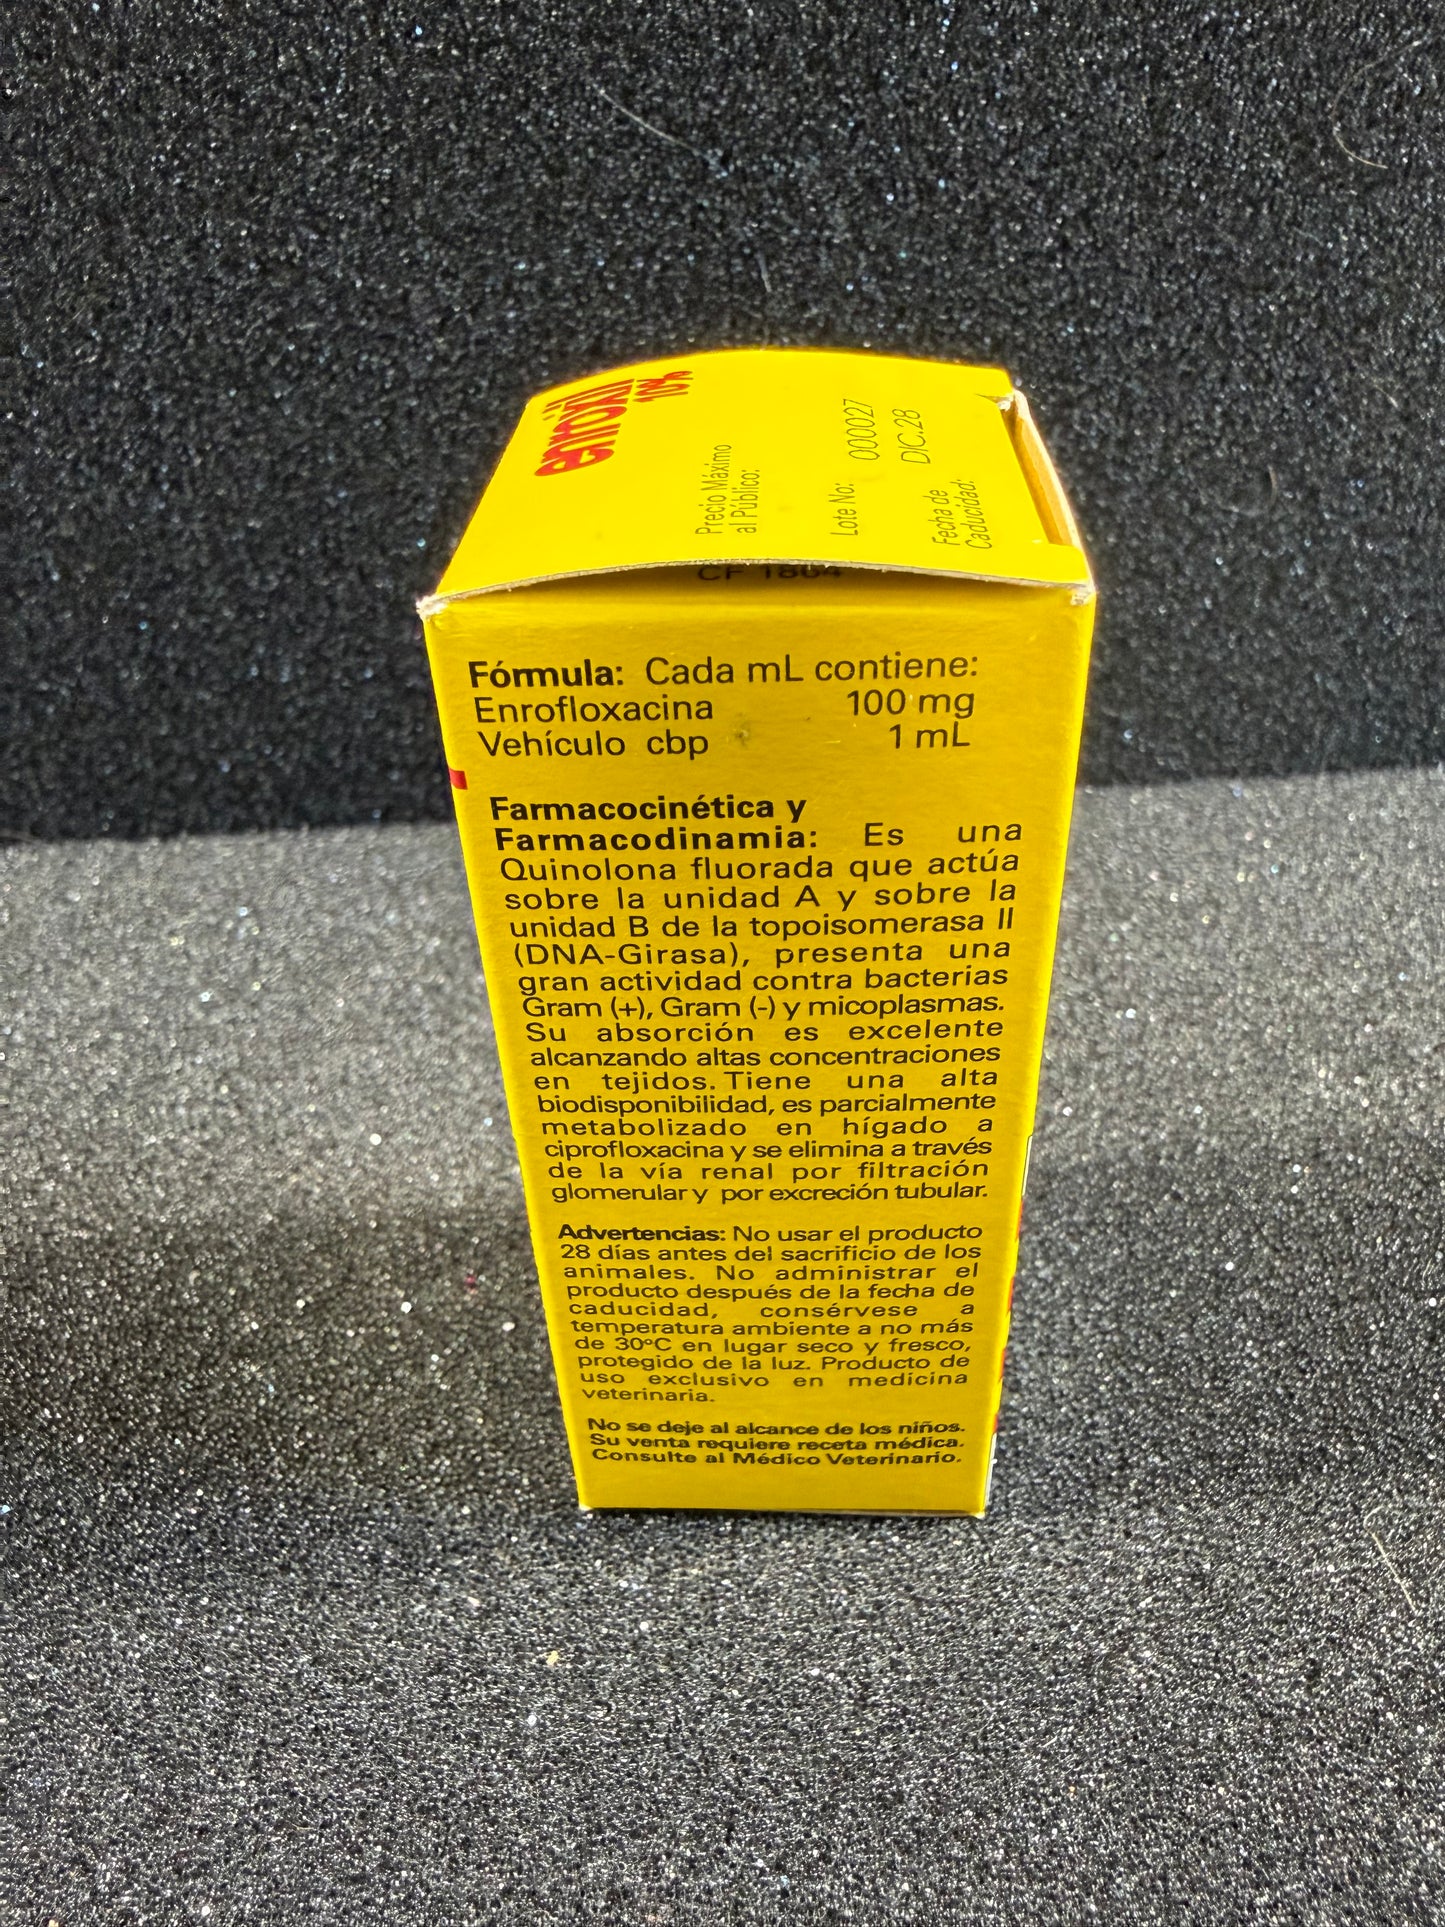 enröxil
10%
Precio Máximo
al Público:
Lote No: 000027
Fecha de
Caducidad: DIC.28
CF 1864
Fórmula: Cada mL contiene:
Enrofloxacina 100 mg
Vehículo cbp 1 mL
Farmacocinética y
Farmacodinamia: Es una
Quinolona fluorada que actúa
sobre la unidad A y sobre la
unidad B de la topoisomerasa II
(DNA-Girasa), presenta una
gran actividad contra bacterias
Gram (+), Gram (-) y micoplasmas.
Su absorción es excelente
alcanzando altas concentraciones
en tejidos. Tiene una alta
biodisponibilidad, es parcialmente
metabolizado en hígado a
ciprofloxacina y se elimina a través
de la vía renal por filtración
glomerular y por excreción tubular.
Advertencias: No usar el producto
28 días antes del sacrificio de los
animales. No administrar el
producto después de la fecha de
caducidad, consérvese a
temperatura ambiente a no más
de 30ºC en lugar seco y fresco,
protegido de la luz. Producto de
uso exclusivo en medicina
veterinaria.
No se deje al alcance de los niños.
Su venta requiere receta médica.
Consulte al Médico Veterinario.